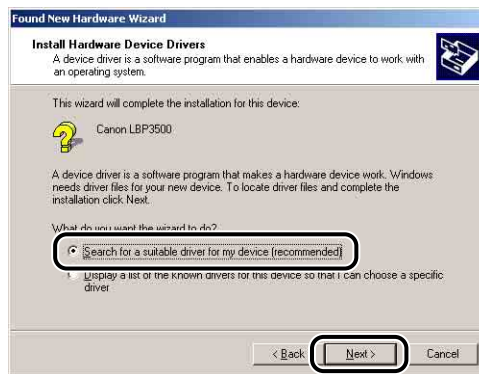 Found New Hardware Wizard
Install Hardware Device Drivers
A device driver is a software program that enables a hardware device to work with
an operating system.
This wizard will complete the installation for this device:
Canon LBP3500
A device driver is a software program that makes a hardware device work. Windows
needs driver files for your new device. To locate driver files and complete the
installation click Next.
What do you want the wizard to do?
Search for a suitable driver for my device (recommended)
Display a list of the known drivers for this device so that I can choose a specific
driver
< Back
Next >
Cancel